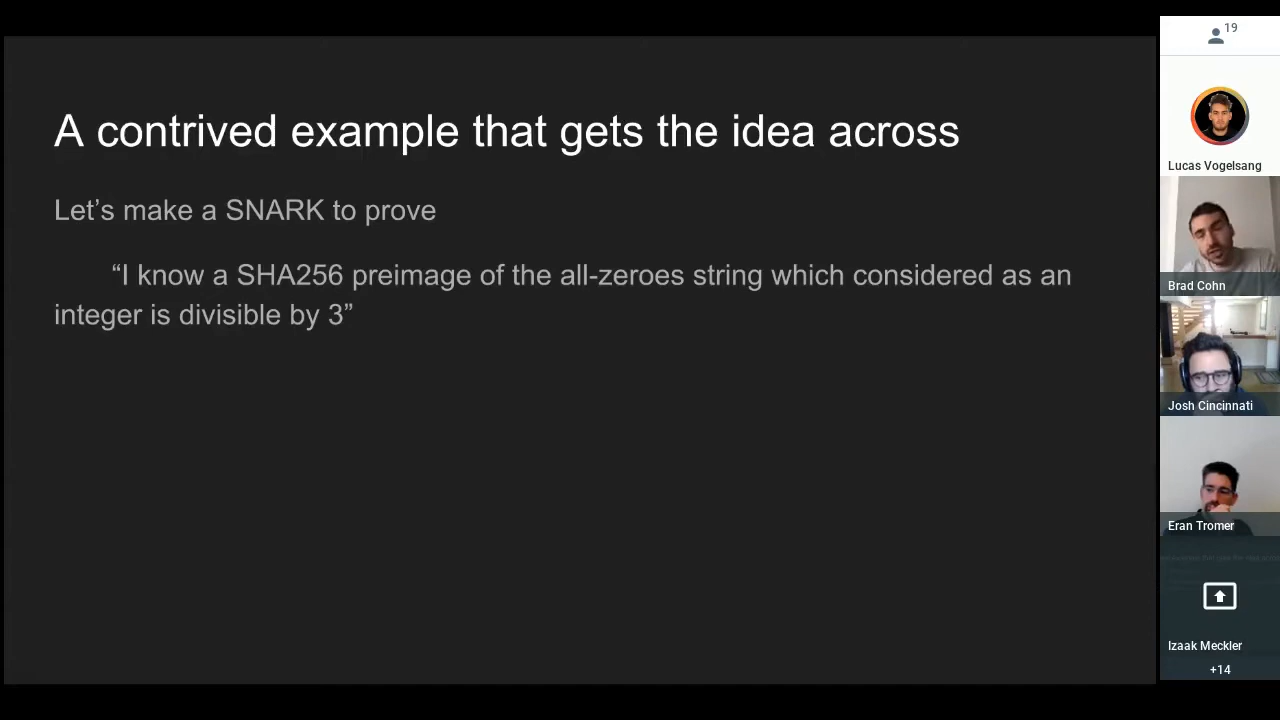 A contrived example that gets the idea across
Let’s make a SNARK to prove
“I know a SHA256 preimage of the all-zeroes string which considered as an
integer is divisible by 3”
19
Lucas Vogelsang
Brad Cohn
Josh Cincinnati
Eran Tromer
Izaak Meckler
+14